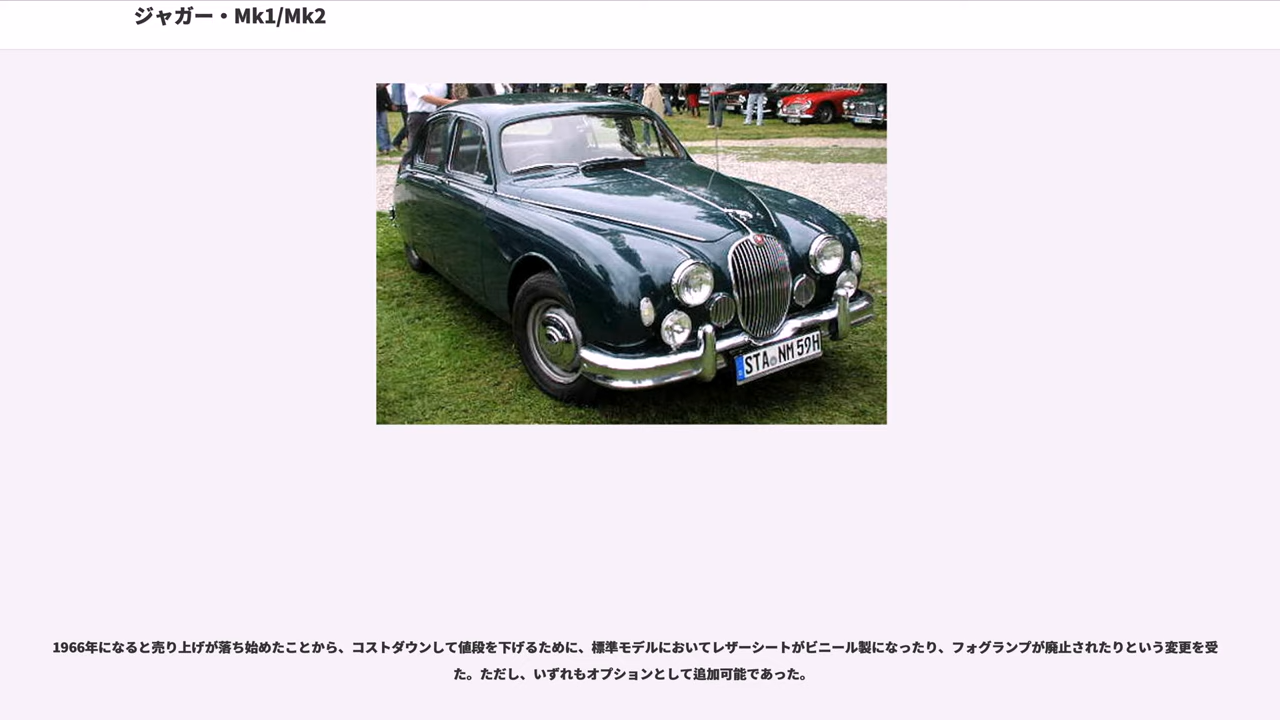 ジャガー・Mk1/Mk2
STA NM 59H
1966年になると売り上げが落ち始めたことから、コストダウンして値段を下げるために、標準モデルにおいてレザーシートがビニール製になったり、フォグランプが廃止されたりという変更を受
た。ただし、いずれもオプションとして追加可能であった。